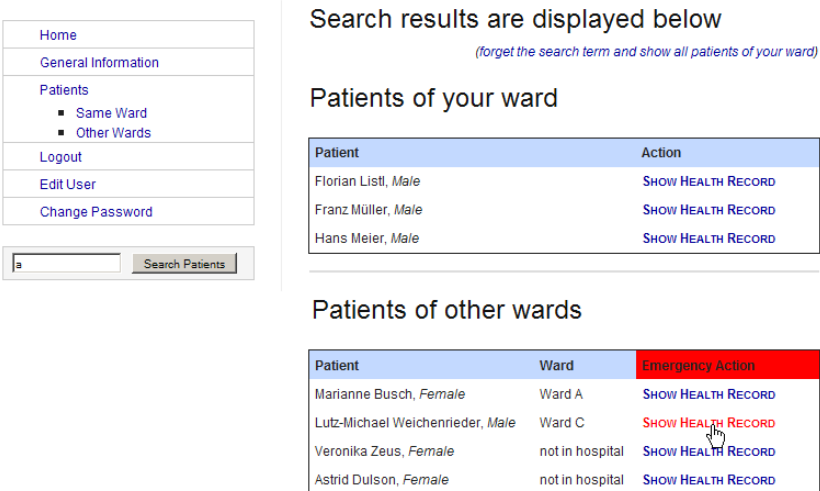 Home
General Information
Patients
Same Ward
Other Wards
Logout
Edit User
Change Password
a Search Patients
Search results are displayed below
(forget the search term and show all patients of your ward)
Patients of your ward
Patient Action
Florian Listl, Male SHOW HEALTH RECORD
Franz Müller, Male SHOW HEALTH RECORD
Hans Meier, Male SHOW HEALTH RECORD
Patients of other wards
Patient Ward Emergency Action
Marianne Busch, Female Ward A SHOW HEALTH RECORD
Lutz-Michael Weichenrieder, Male Ward C SHOW HEALTH RECORD
Veronika Zeus, Female not in hospital SHOW HEALTH RECORD
Astrid Dulson, Female not in hospital SHOW HEALTH RECORD